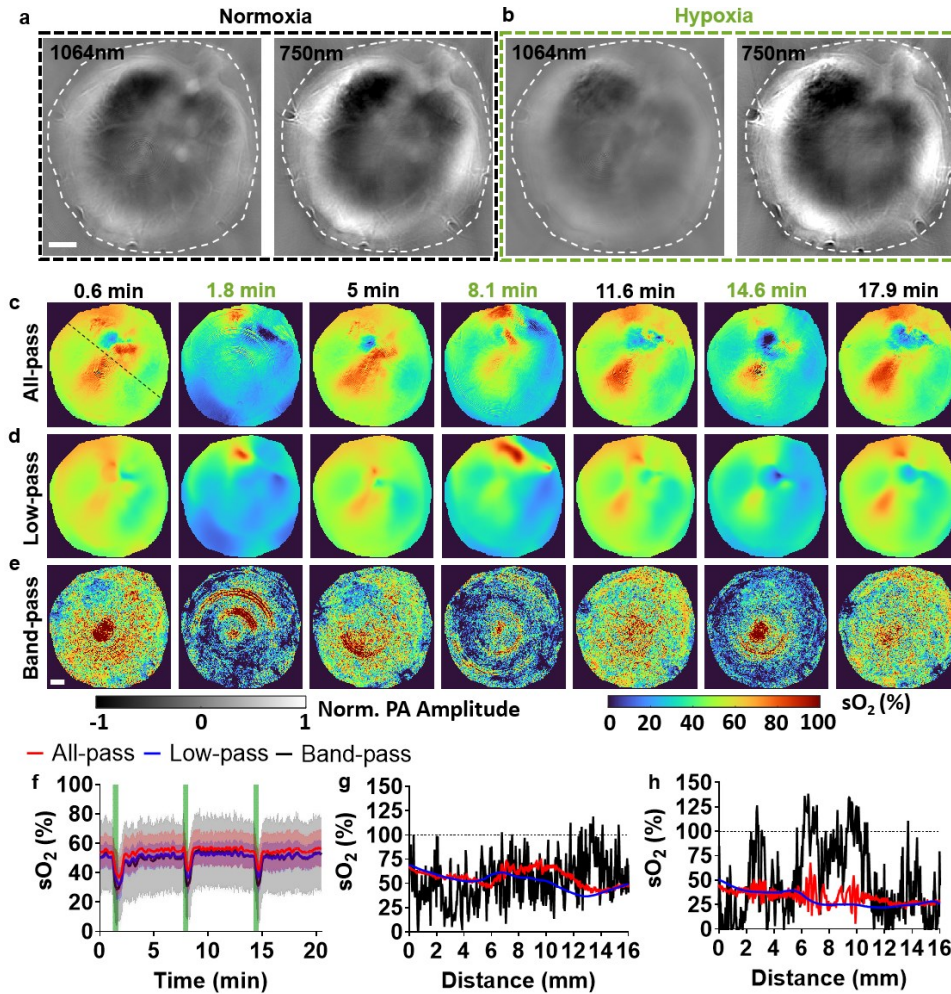 a Normoxia
b Hypoxia
1064nm 750nm
1064nm 750nm
0.6 min 1.8 min 5 min 8.1 min 11.6 min 14.6 min 17.9 min
c All-pass
d Low-pass
e Band-pass
-1 0 1 Norm. PA Amplitude
0 20 40 60 80 100 sO₂ (%)
All-pass Low-pass Band-pass
f
100
80
60
40
20
0
sO₂ (%)
0 5 10 15 20
Time (min)
g
150
125
100
75
50
25
0
sO₂ (%)
0 2 4 6 8 10 12 14 16
Distance (mm)
h
150
125
100
75
50
25
0
sO₂ (%)
0 2 4 6 8 10 12 14 16
Distance (mm)